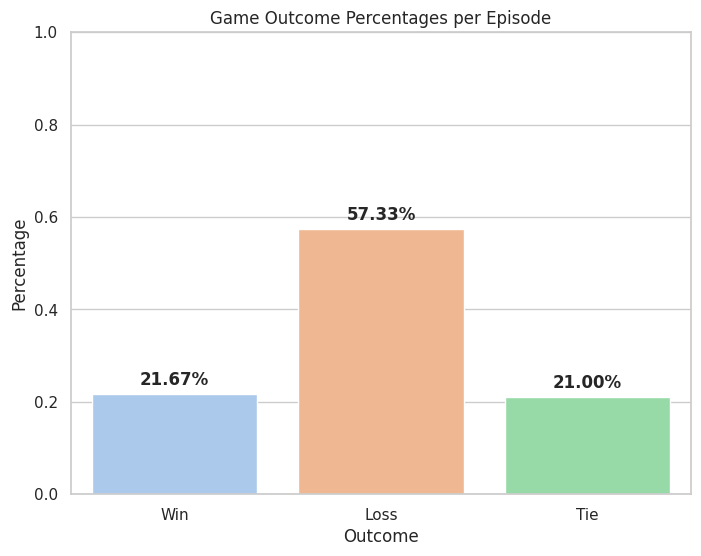 Game Outcome Percentages per Episode
1.0
0.8
0.6
0.4
0.2
0.0
Percentage
21.67%
57.33%
21.00%
Win
Loss
Tie
Outcome